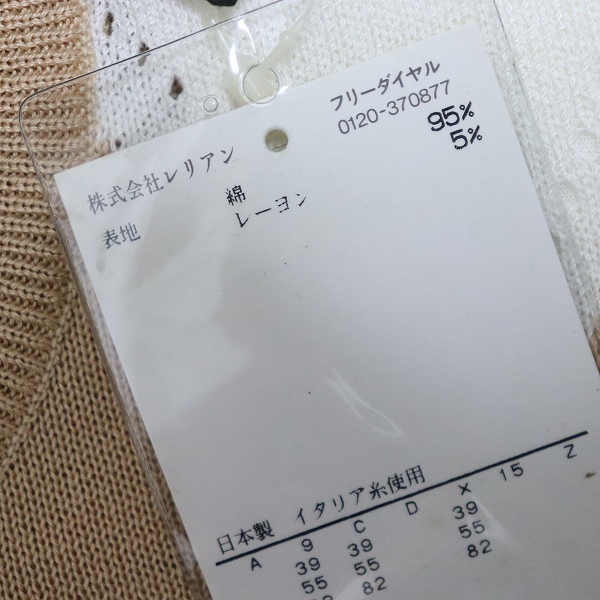 株式会社レリアン フリーダイヤル
0120-370877
表地 綿 95%
レーヨン 5%
日本製 イタリア糸使用
A 9 C D X 15 Z
39 39 39
55 55 55
82 82